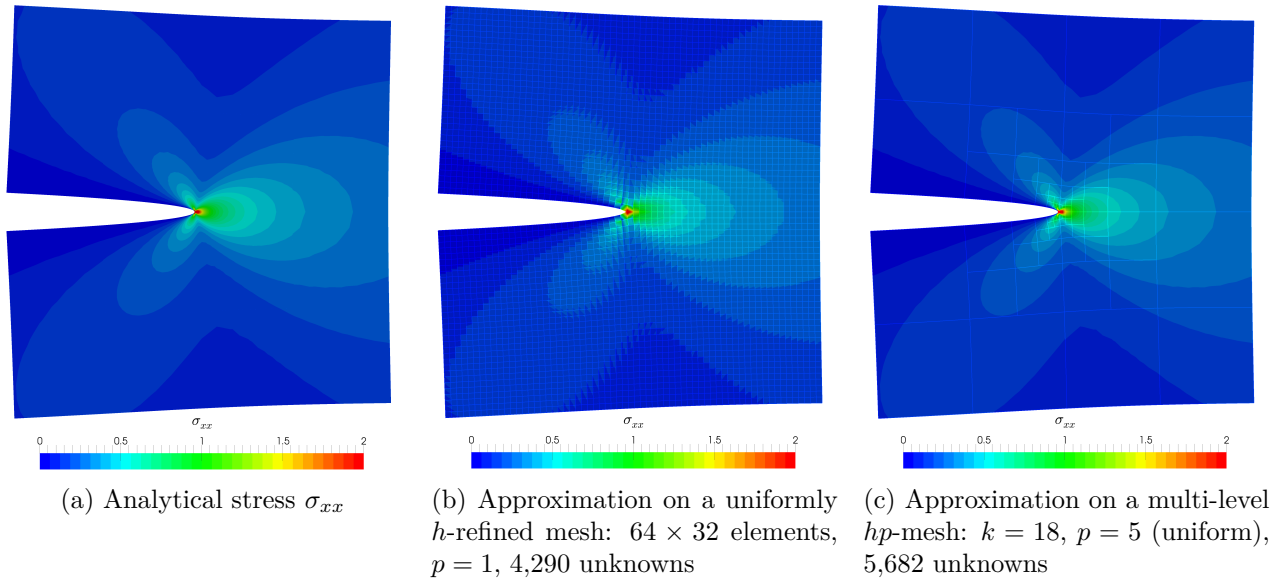 σxx
0 0.5 1 1.5 2
(a) Analytical stress σxx
σxx
0 0.5 1 1.5 2
(b) Approximation on a uniformly
h-refined mesh: 64 × 32 elements,
p = 1, 4,290 unknowns
σxx
0 0.5 1 1.5 2
(c) Approximation on a multi-level
hp-mesh: k = 18, p = 5 (uniform),
5,682 unknowns